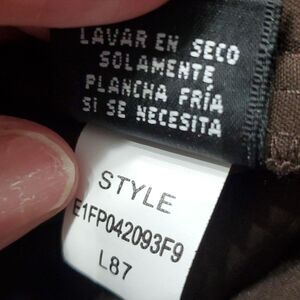 LAVAR EN SECO
SOLAMENTE
PLANCHA FRÍA
SI SE NECESITA
STYLE
E1FP042093F9
L87